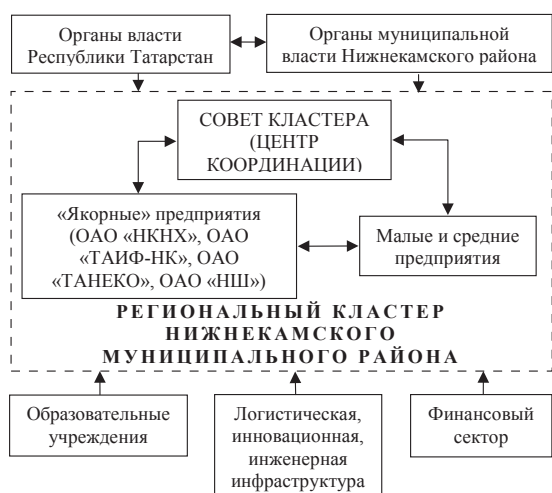 Органы власти
Республики Татарстан
Органы муниципальной
власти Нижнекамского района
СОВЕТ КЛАСТЕРА
(ЦЕНТР
КООРДИНАЦИИ)
«Якорные» предприятия
(ОАО «НКНХ», ОАО
«ТАИФ-НК», ОАО
«ТАНЕКО», ОАО «НШ»)
Малые и средние
предприятия
РЕГИОНАЛЬНЫЙ КЛАСТЕР
НИЖНЕКАМСКОГО
МУНИЦИПАЛЬНОГО РАЙОНА
Образовательные
учреждения
Логистическая,
инновационная,
инженерная
инфраструктура
Финансовый
сектор